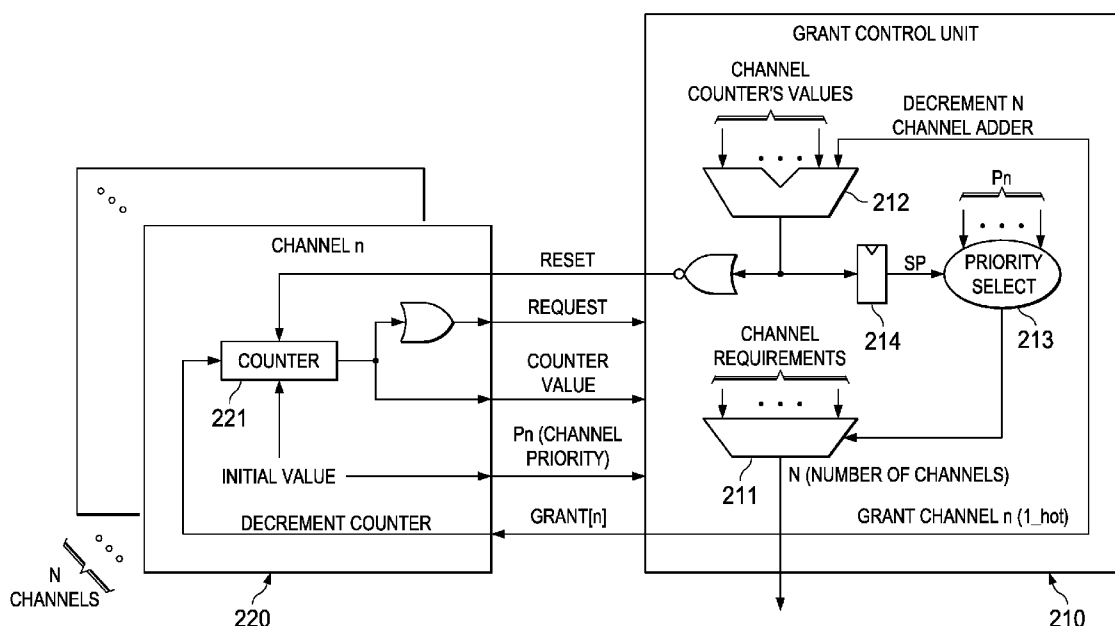 GRANT CONTROL UNIT
CHANNEL
COUNTER'S VALUES
DECREMENT N
CHANNEL ADDER
212
Pn
CHANNEL n
RESET
SP
PRIORITY
SELECT
REQUEST
214
213
CHANNEL
REQUIREMENTS
COUNTER
COUNTER
VALUE
221
Pn (CHANNEL
PRIORITY)
INITIAL VALUE
211
N (NUMBER OF CHANNELS)
DECREMENT COUNTER
GRANT[n]
GRANT CHANNEL n (1_hot)
N
CHANNELS
220
210